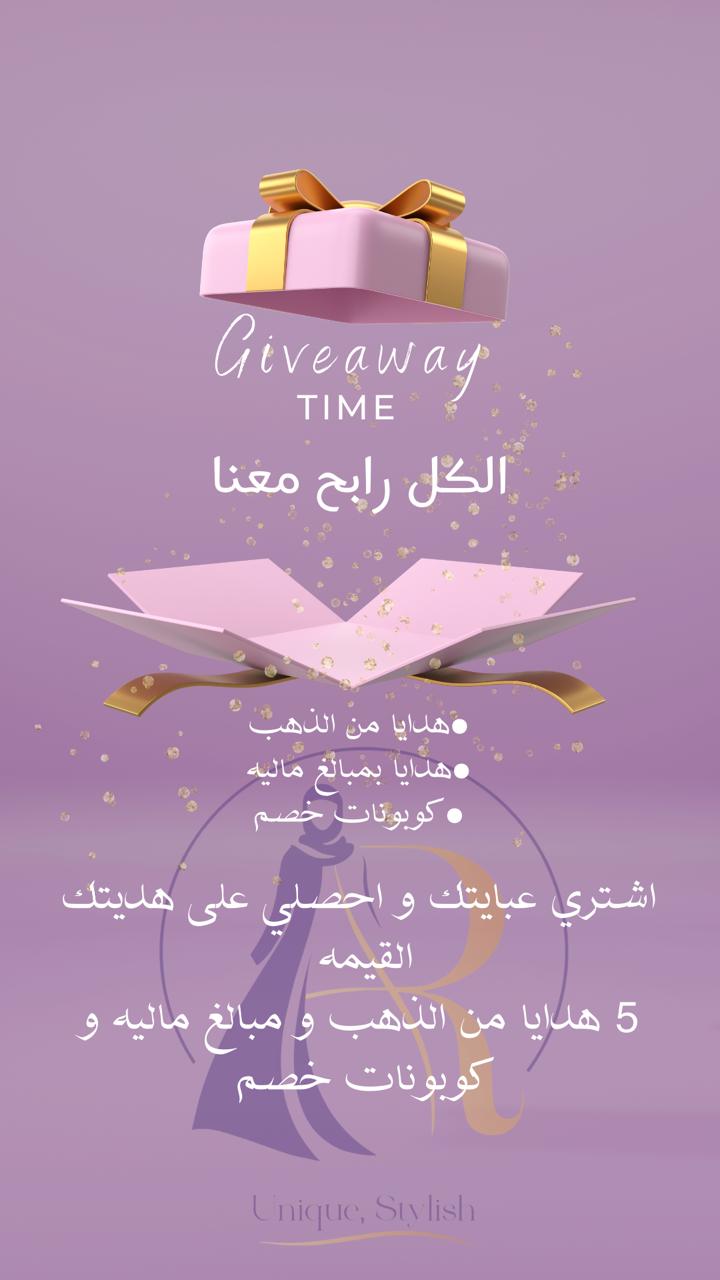 Giveaway
TIME
الكل رابح معنا
●هدايا من الذهب
●هدايا بمبالغ ماليه
●كوبونات خصم
اشتري عبايتك و احصلي على هديتك
القيمه
5 هدايا من الذهب و مبالغ ماليه و
كوبونات خصم
R
Unique, Stylish